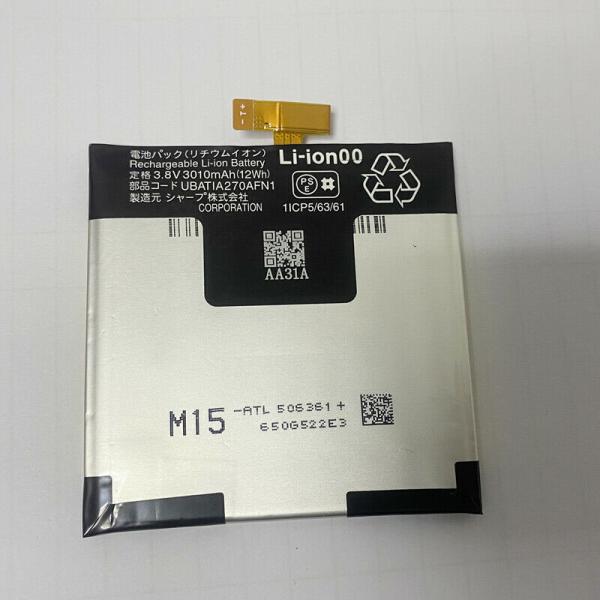 - T +
電池パック(リチウムイオン)
Rechargeable Li-ion Battery
定格 3.8V 3010mAh(12Wh)
部品コード UBATIA270AFN1
製造元 シャープ株式会社
CORPORATION
Li-ion00
PS
E
1ICP5/63/61
AA31A
M15
-ATL 506361+
650G522E3